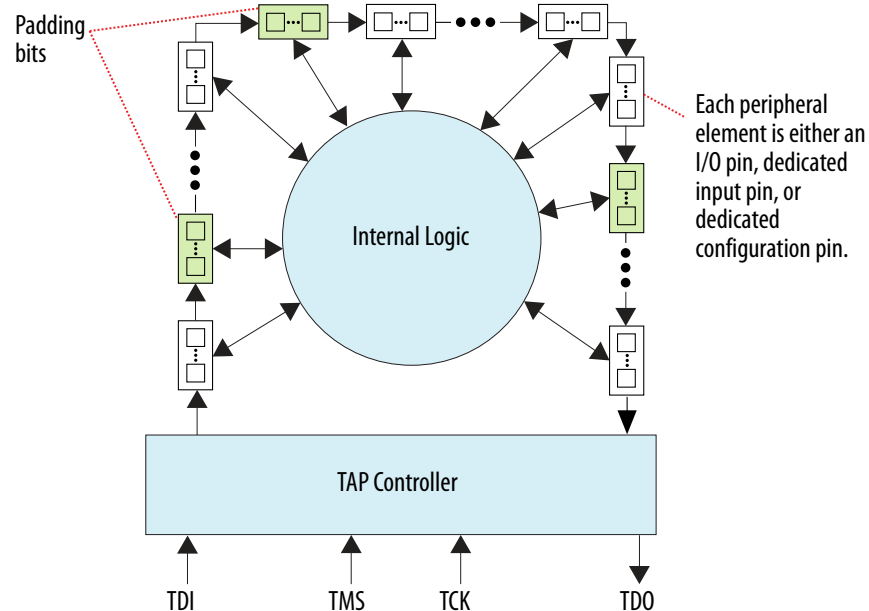 Padding
bits
Each peripheral
element is either an
I/O pin, dedicated
input pin, or
dedicated
configuration pin.
Internal Logic
TAP Controller
TDI
TMS
TCK
TDO